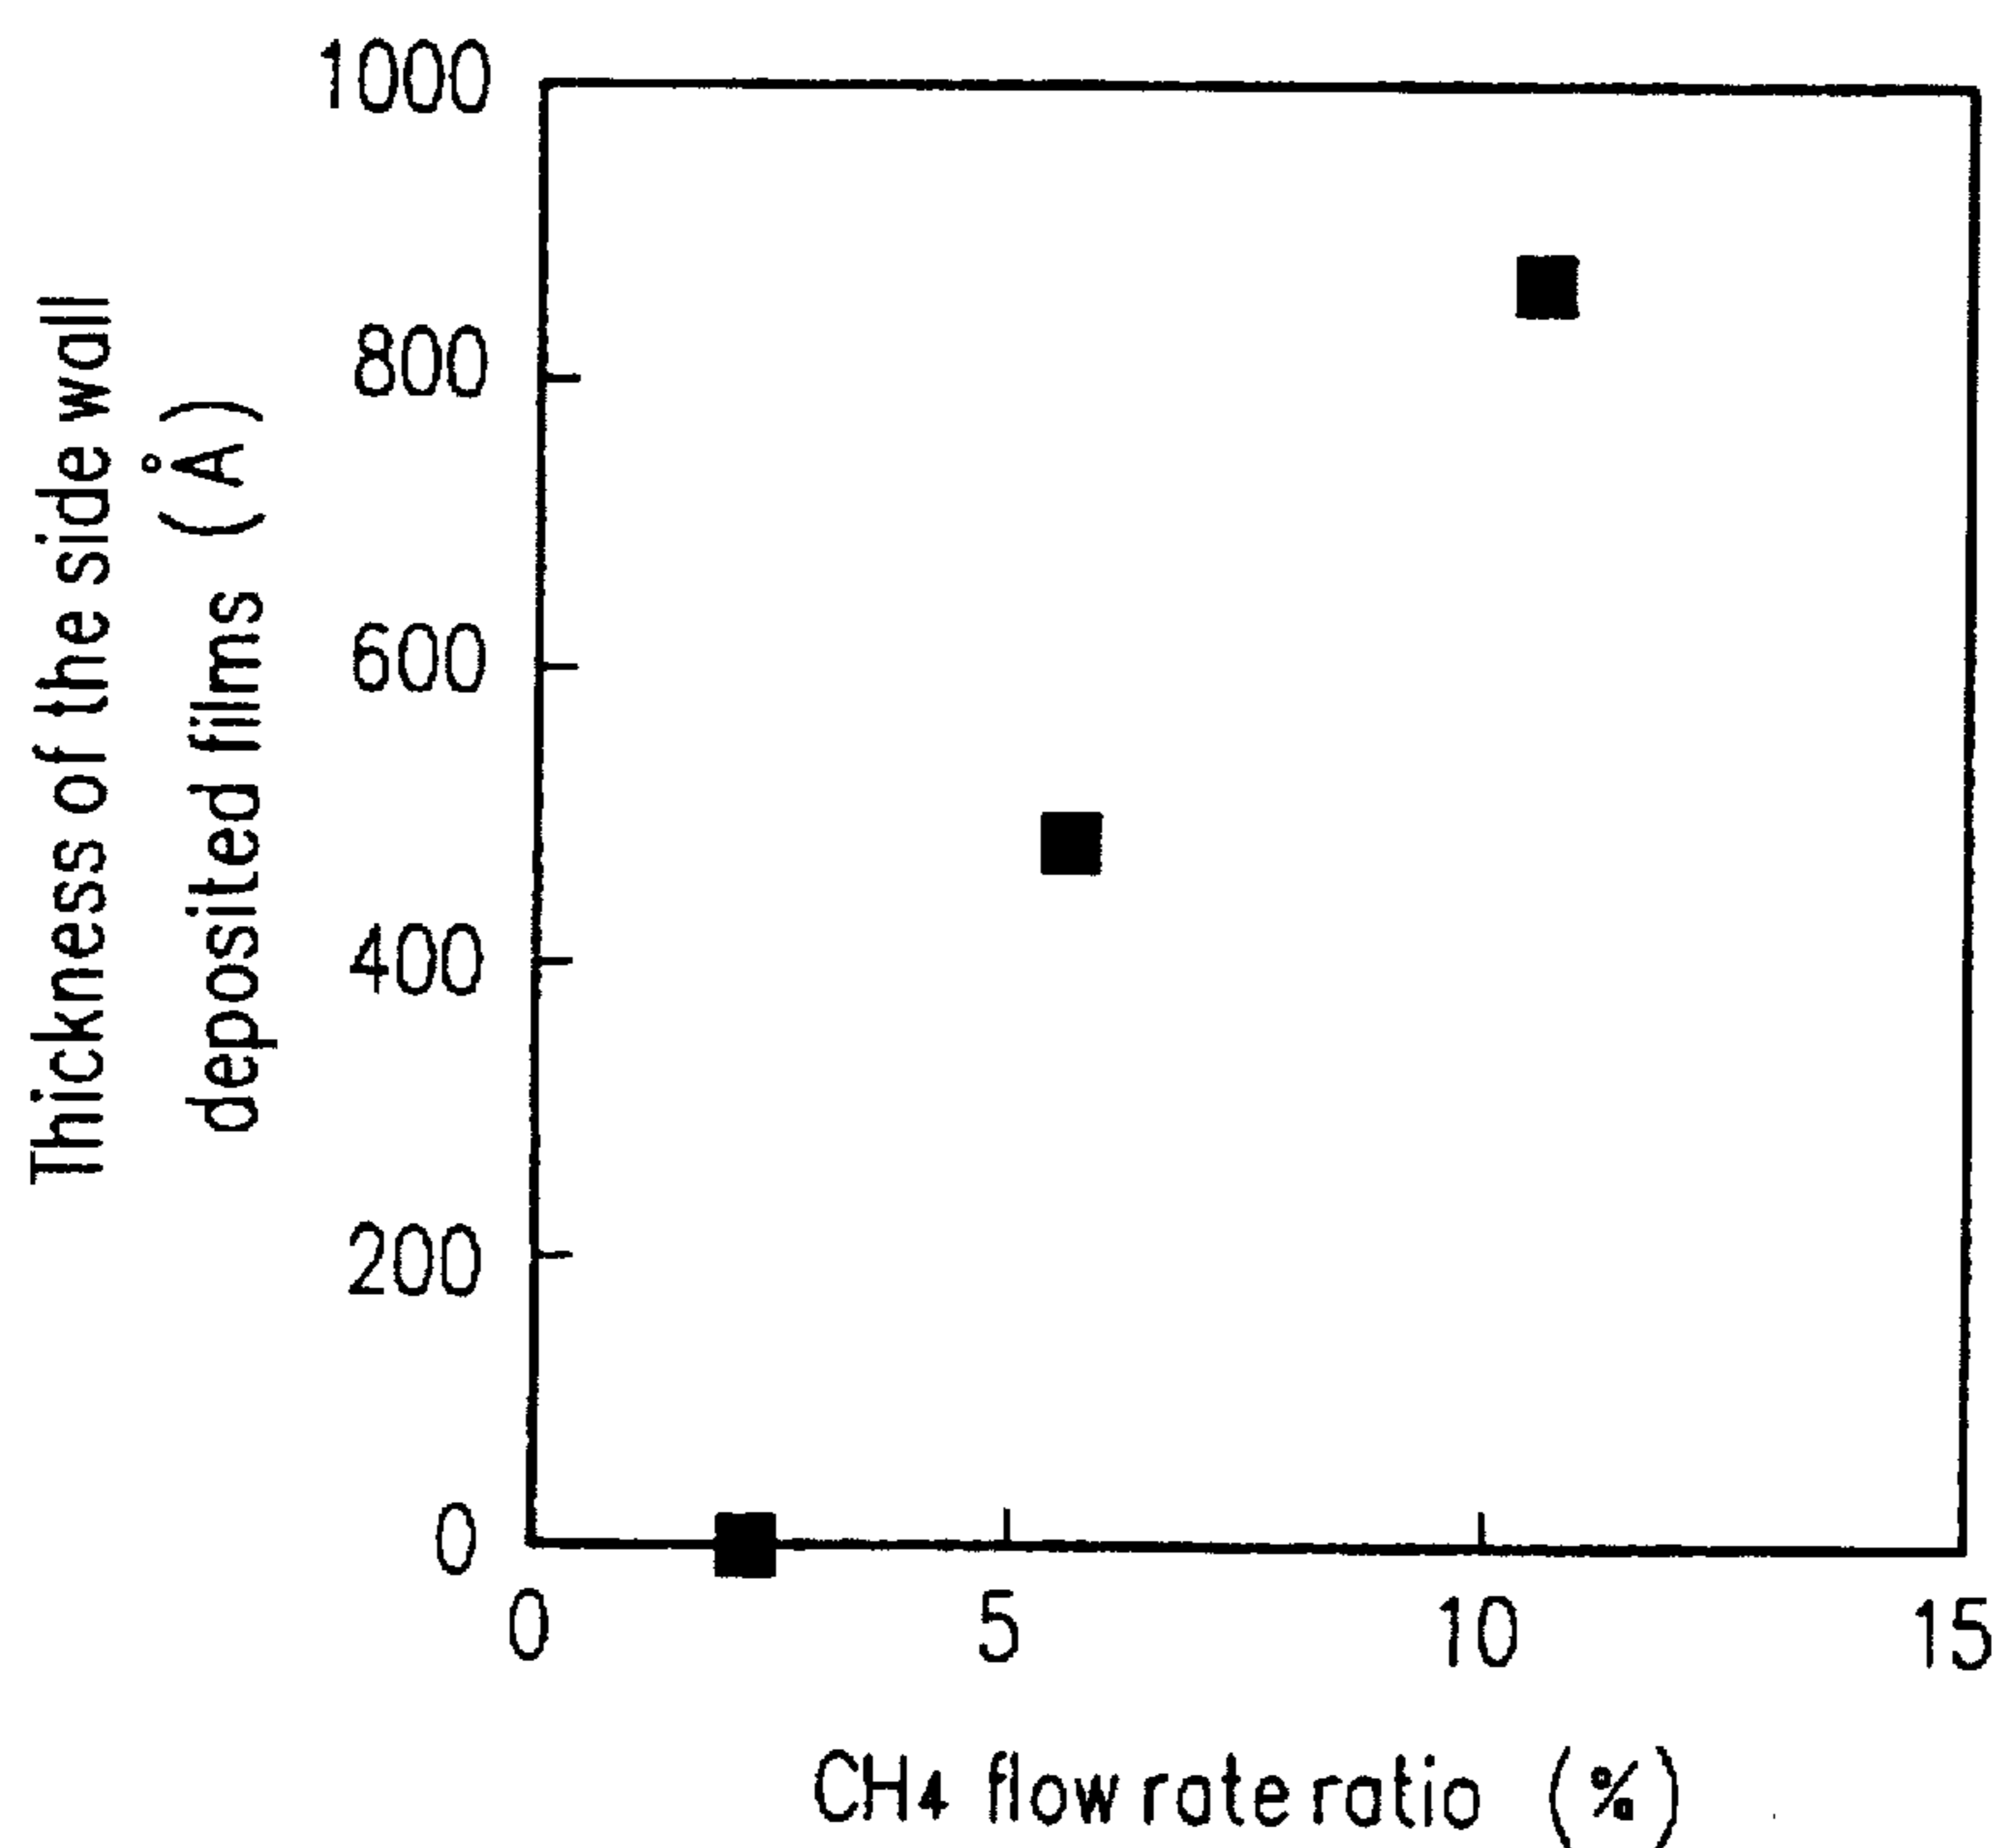 Thickness of the side wall
deposited films (Å)
1000
800
600
400
200
0
0 5 10 15
CH4 flow rate ratio (%)